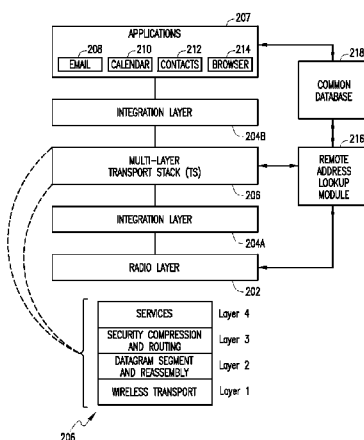 207
APPLICATIONS
208
210
212
214
EMAIL
CALENDAR
CONTACTS
BROWSER
218
COMMON
DATABASE
INTEGRATION LAYER
204B
216
MULTI-LAYER
TRANSPORT STACK (TS)
206
REMOTE
ADDRESS
LOOKUP
MODULE
INTEGRATION LAYER
204A
RADIO LAYER
202
SERVICES
Layer 4
SECURITY COMPRESSION
AND ROUTING
Layer 3
DATAGRAM SEGMENT
AND REASSEMBLY
Layer 2
WIRELESS TRANSPORT
Layer 1
206